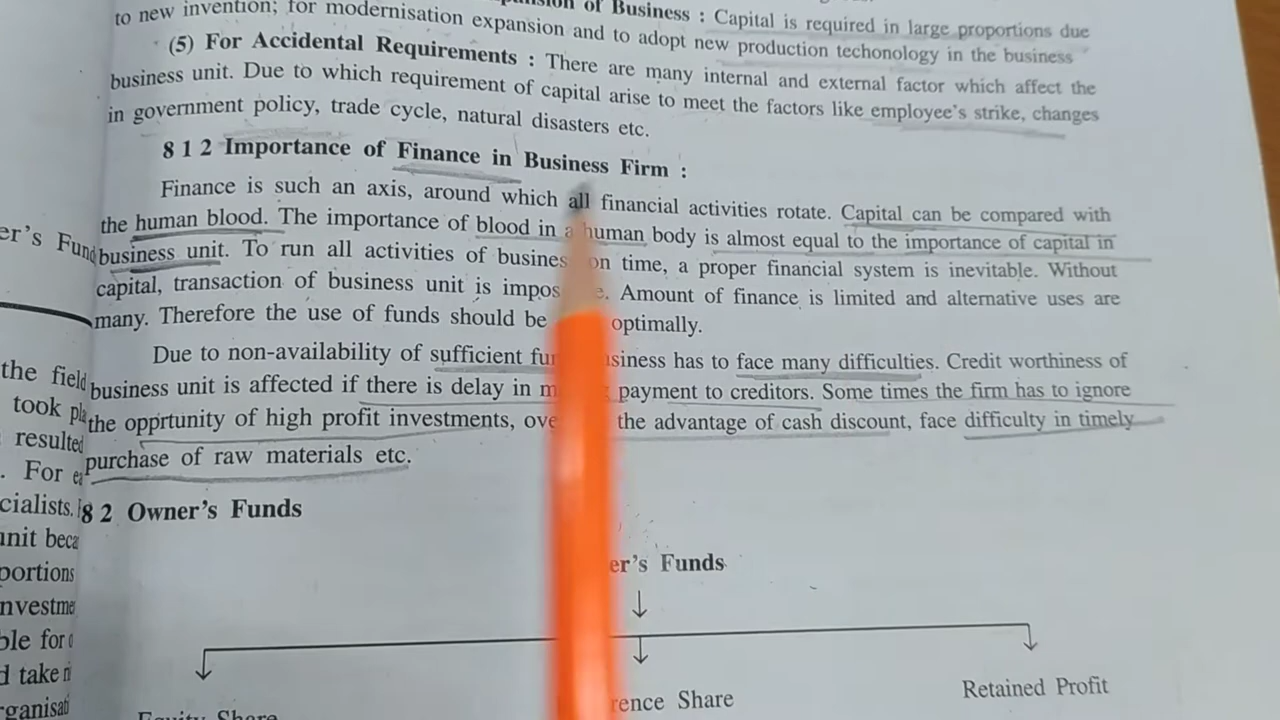 of Business : Capital is required in large proportions due
to new invention; for modernisation expansion and to adopt new production techonology in the business
(5) For Accidental Requirements : There are many internal and external factor which affect the
business unit. Due to which requirement of capital arise to meet the factors like employee's strike, changes
in government policy, trade cycle, natural disasters etc.
8 1 2 Importance of Finance in Business Firm :
Finance is such an axis, around which all financial activities rotate. Capital can be compared with
the human blood. The importance of blood in a human body is almost equal to the importance of capital in
business unit. To run all activities of on time, a proper financial system is inevitable. Without
capital, transaction of business unit is Amount of finance is limited and alternative uses are
many. Therefore the use of funds should be optimally.
Due to non-availability of sufficient has to face many difficulties. Credit worthiness of
business unit is affected if there is delay in payment to creditors. Some times the firm has to ignore
the opprtunity of high profit investments, the advantage of cash discount, face difficulty in timely
purchase of raw materials etc.
8 2 Owner's Funds
er's Funds
Equity Share
rence Share
Retained Profit
er's Fund
the field
took
resulted
. For
cialists.
unit
portions